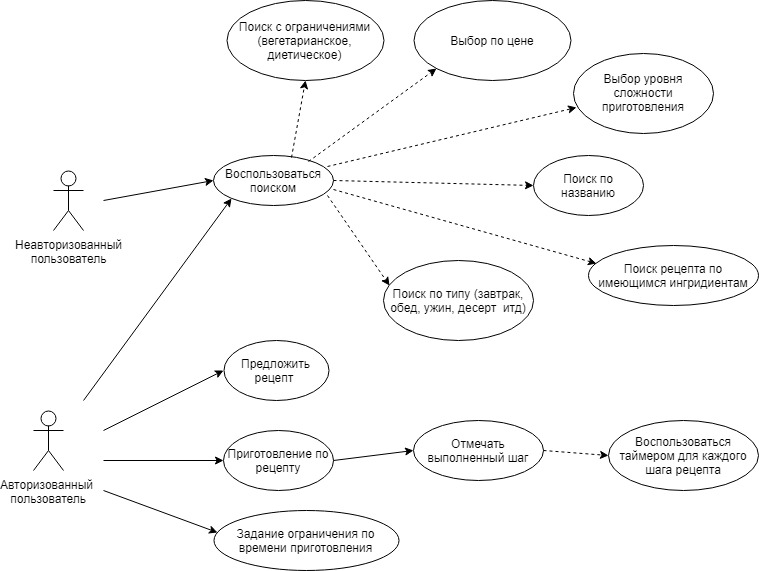 Поиск с ограничениями
(вегетарианское,
диетическое)
Выбор по цене
Выбор уровня
сложности
приготовления
Воспользоваться
поиском
Поиск по
названию
Неавторизованный
пользователь
Поиск рецепта по
имеющимся ингридиентам
Поиск по типу (завтрак,
обед, ужин, десерт итд)
Предложить
рецепт
Приготовление по
рецепту
Отмечать
выполненный шаг
Воспользоваться
таймером для каждого
шага рецепта
Авторизованный
пользователь
Задание ограничения по
времени приготовления